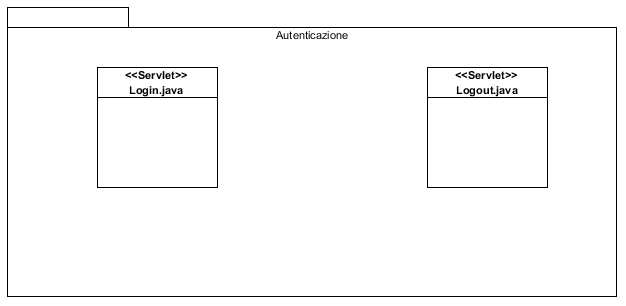 Autenticazione
<<Servlet>>
Login.java
<<Servlet>>
Logout.java